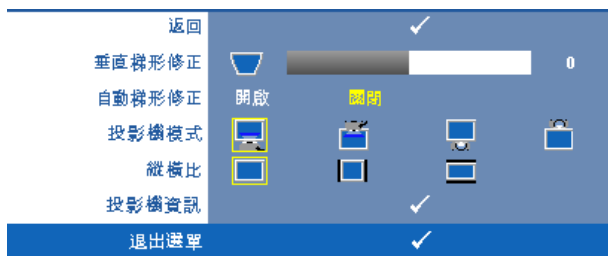 返回
垂直梯形修正 0
自動梯形修正 開啟 關閉
投影機模式
縱橫比
投影機資訊
退出選單